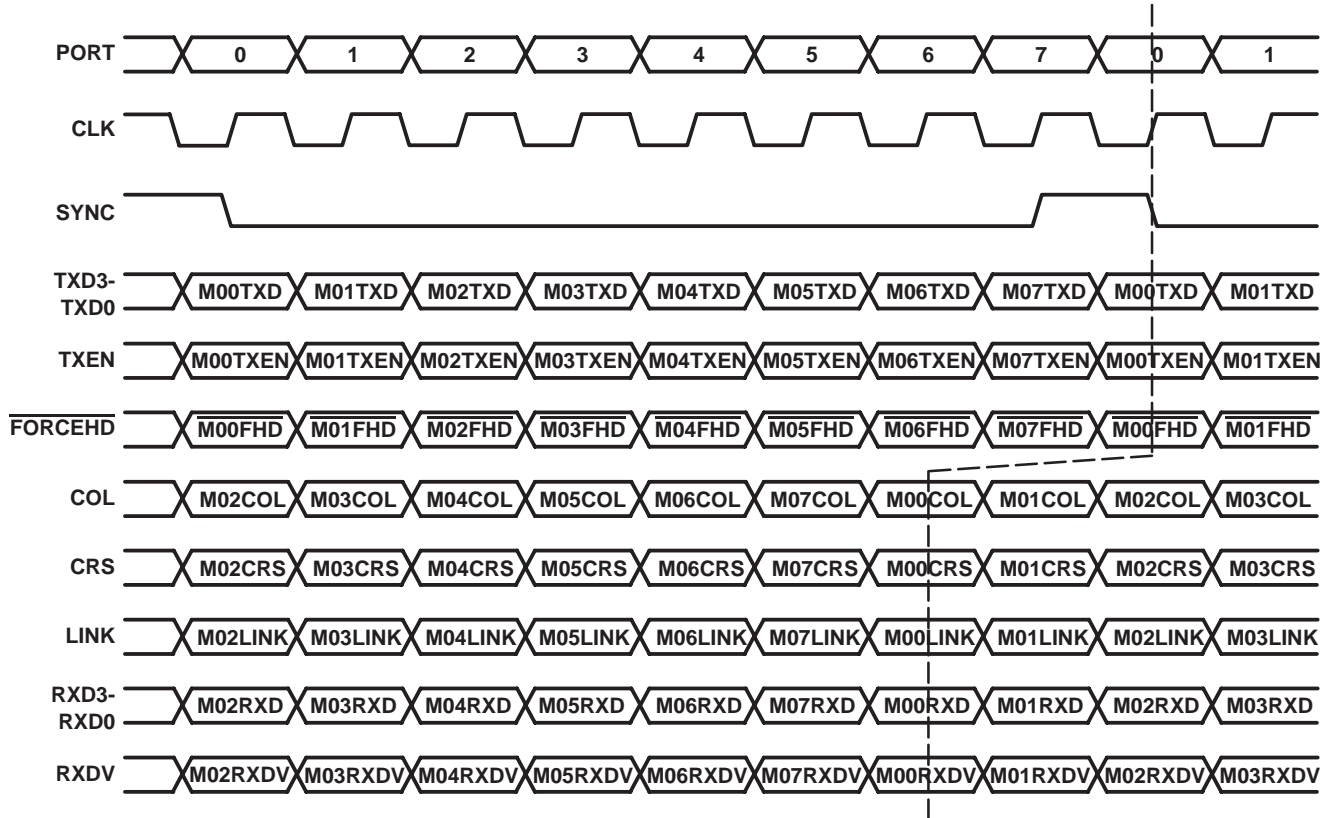 PORT 0 1 2 3 4 5 6 7 0 1
CLK
SYNC
TXD3-
TXD0
M00TXD M01TXD M02TXD M03TXD M04TXD M05TXD M06TXD M07TXD M00TXD M01TXD
TXEN M00TXEN M01TXEN M02TXEN M03TXEN M04TXEN M05TXEN M06TXEN M07TXEN M00TXEN M01TXEN
FORCEHD M00FHD M01FHD M02FHD M03FHD M04FHD M05FHD M06FHD M07FHD M00FHD M01FHD
COL M02COL M03COL M04COL M05COL M06COL M07COL M00COL M01COL M02COL M03COL
CRS M02CRS M03CRS M04CRS M05CRS M06CRS M07CRS M00CRS M01CRS M02CRS M03CRS
LINK M02LINK M03LINK M04LINK M05LINK M06LINK M07LINK M00LINK M01LINK M02LINK M03LINK
RXD3-
RXD0
M02RXD M03RXD M04RXD M05RXD M06RXD M07RXD M00RXD M01RXD M02RXD M03RXD
RXDV M02RXDV M03RXDV M04RXDV M05RXDV M06RXDV M07RXDV M00RXDV M01RXDV M02RXDV M03RXDV